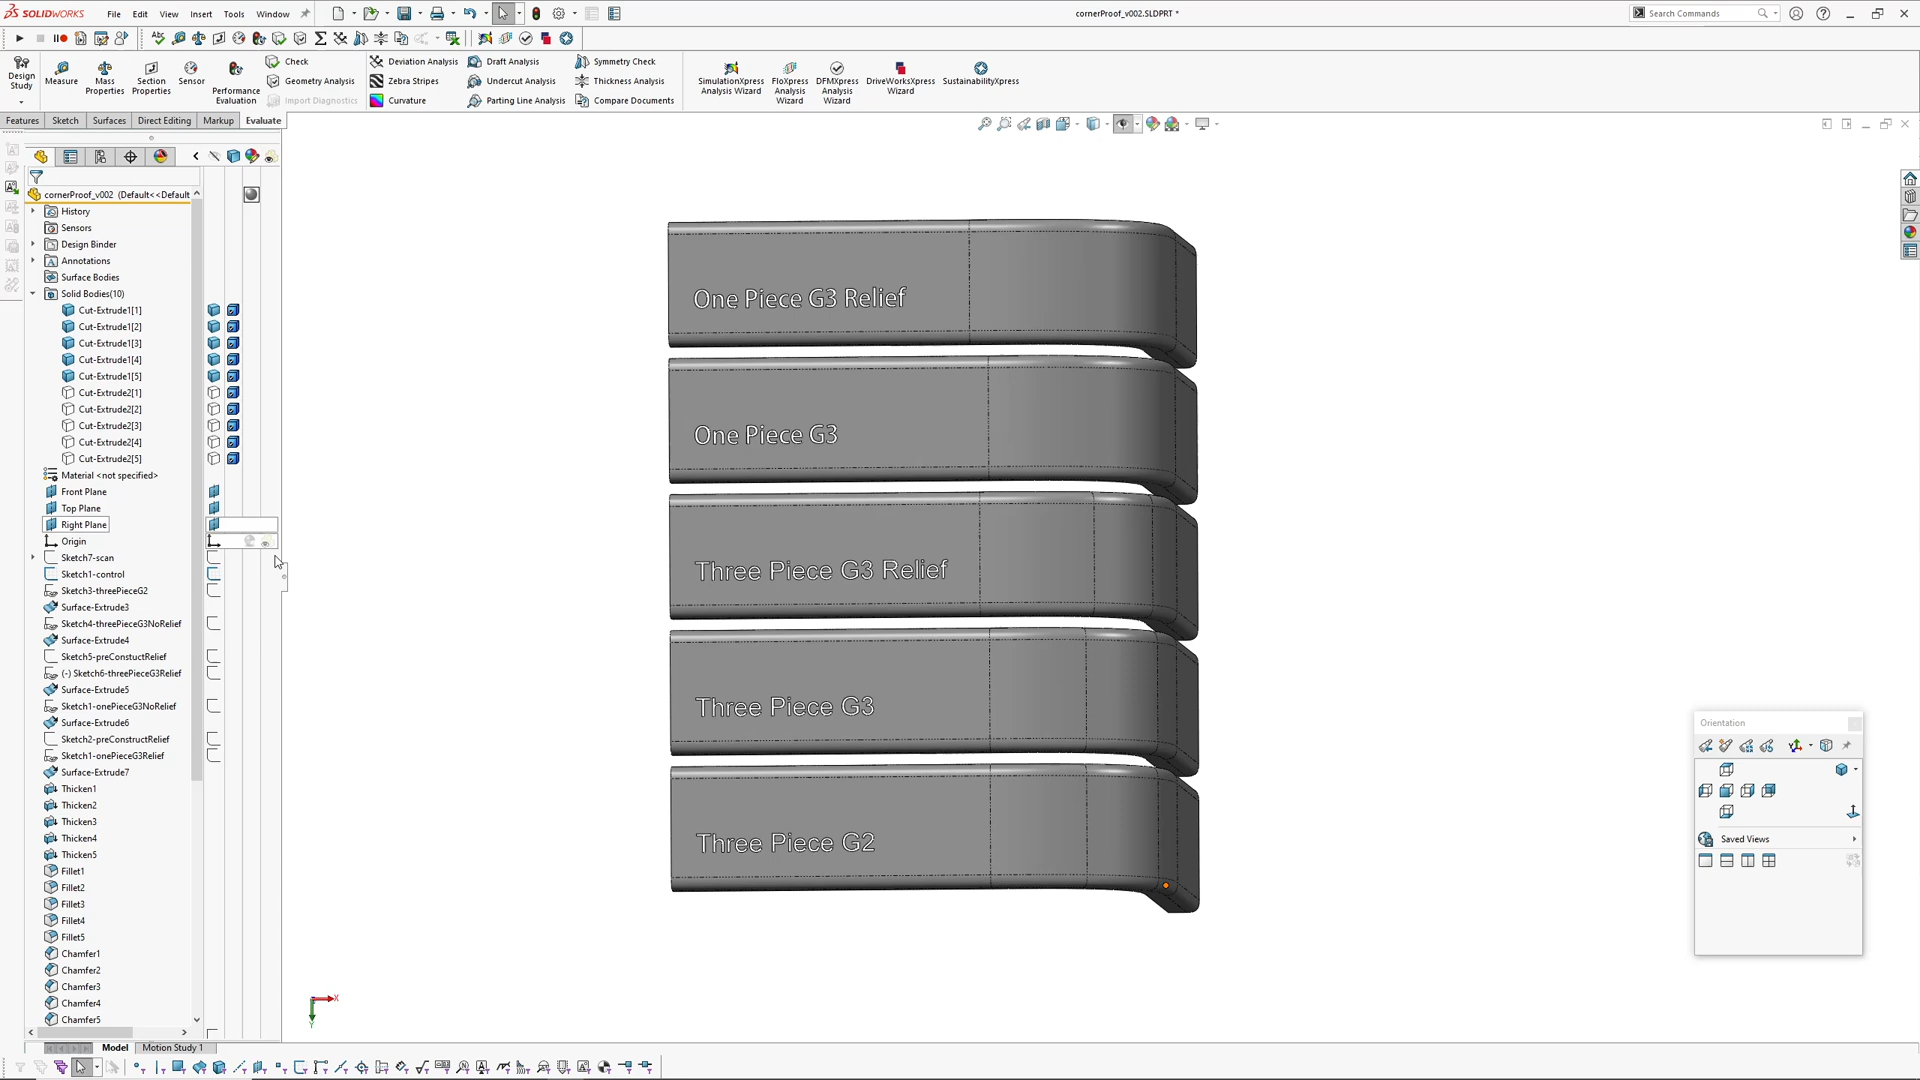 SOLIDWORKS File Edit View Insert Tools Window cornerProof_v002.SLDPRT * Search Commands
Design Study
Measure
Mass Properties
Section Properties
Sensor
Performance Evaluation
Check
Geometry Analysis
Import Diagnostics
Deviation Analysis
Zebra Stripes
Curvature
Draft Analysis
Undercut Analysis
Parting Line Analysis
Symmetry Check
Thickness Analysis
Compare Documents
SimulationXpress Analysis Wizard
FloXpress Analysis Wizard
DFMXpress Analysis Wizard
DriveWorksXpress Wizard
SustainabilityXpress
Features Sketch Surfaces Direct Editing Markup Evaluate
cornerProof_v002 (Default<<Default
History
Sensors
Design Binder
Annotations
Surface Bodies
Solid Bodies(10)
Cut-Extrude1[1]
Cut-Extrude1[2]
Cut-Extrude1[3]
Cut-Extrude1[4]
Cut-Extrude1[5]
Cut-Extrude2[1]
Cut-Extrude2[2]
Cut-Extrude2[3]
Cut-Extrude2[4]
Cut-Extrude2[5]
Material <not specified>
Front Plane
Top Plane
Right Plane
Origin
Sketch7-scan
Sketch1-control
Sketch3-threePieceG2
Surface-Extrude3
Sketch4-threePieceG3NoRelief
Surface-Extrude4
Sketch5-preConstuctRelief
(-) Sketch6-threePieceG3Relief
Surface-Extrude5
Sketch1-onePieceG3NoRelief
Surface-Extrude6
Sketch2-preConstructRelief
Sketch1-onePieceG3Relief
Surface-Extrude7
Thicken1
Thicken2
Thicken3
Thicken4
Thicken5
Fillet1
Fillet2
Fillet3
Fillet4
Fillet5
Chamfer1
Chamfer2
Chamfer3
Chamfer4
Chamfer5
One Piece G3 Relief
One Piece G3
Three Piece G3 Relief
Three Piece G3
Three Piece G2
Orientation
Saved Views
X
Y
Model Motion Study 1